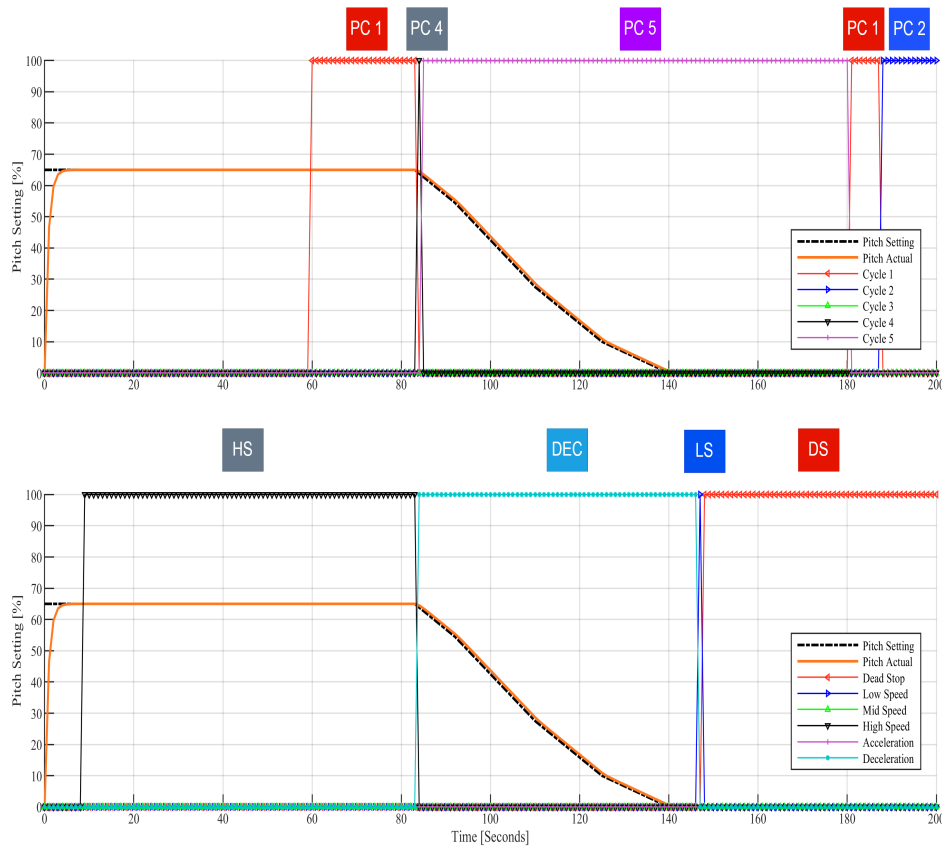 PC 1 PC 4 PC 5 PC 1 PC 2
100
90
80
70
60
50
40
30
20
10
0
Pitch Setting [%]
Pitch Setting
Pitch Actual
Cycle 1
Cycle 2
Cycle 3
Cycle 4
Cycle 5
0 20 40 60 80 100 120 140 160 180 200
HS DEC LS DS
100
90
80
70
60
50
40
30
20
10
0
Pitch Setting [%]
Pitch Setting
Pitch Actual
Dead Stop
Low Speed
Mid Speed
High Speed
Acceleration
Deceleration
0 20 40 60 80 100 120 140 160 180 200
Time [Seconds]